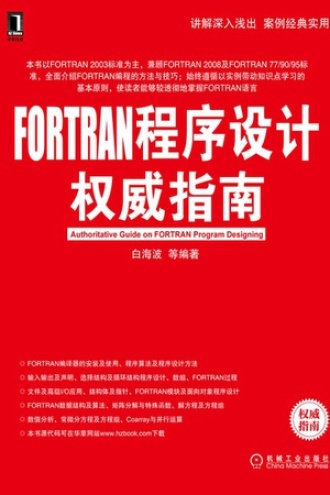 讲解深入浅出 案例经典实用
本书以FORTRAN 2003标准为主，兼顾FORTRAN 2008及FORTRAN 77/90/95标
准，全面介绍FORTRAN编程的方法与技巧；始终遵循以实例带动知识点学习的
基本原则，使读者能够较透彻地掌握FORTRAN语言
FORTRAN程序设计
权威指南
Authoritative Guide on FORTRAN Program Designing
白海波 等编著
FORTRAN编译器的安装及使用、程序算法及程序设计方法
输入输出及声明、选择结构及循环结构程序设计、数组、FORTRAN过程
文件及高级I/O应用、结构体及指针、FORTRAN模块及面向对象程序设计
FORTRAN数据结构及算法、矩阵分解与特殊函数、解方程及方程组
数值分析、常微分方程及方程组、Coarray与并行运算
本书源代码可在华章网站www.hzbook.com下载
权威
指南
机械工业出版社
China Machine Press